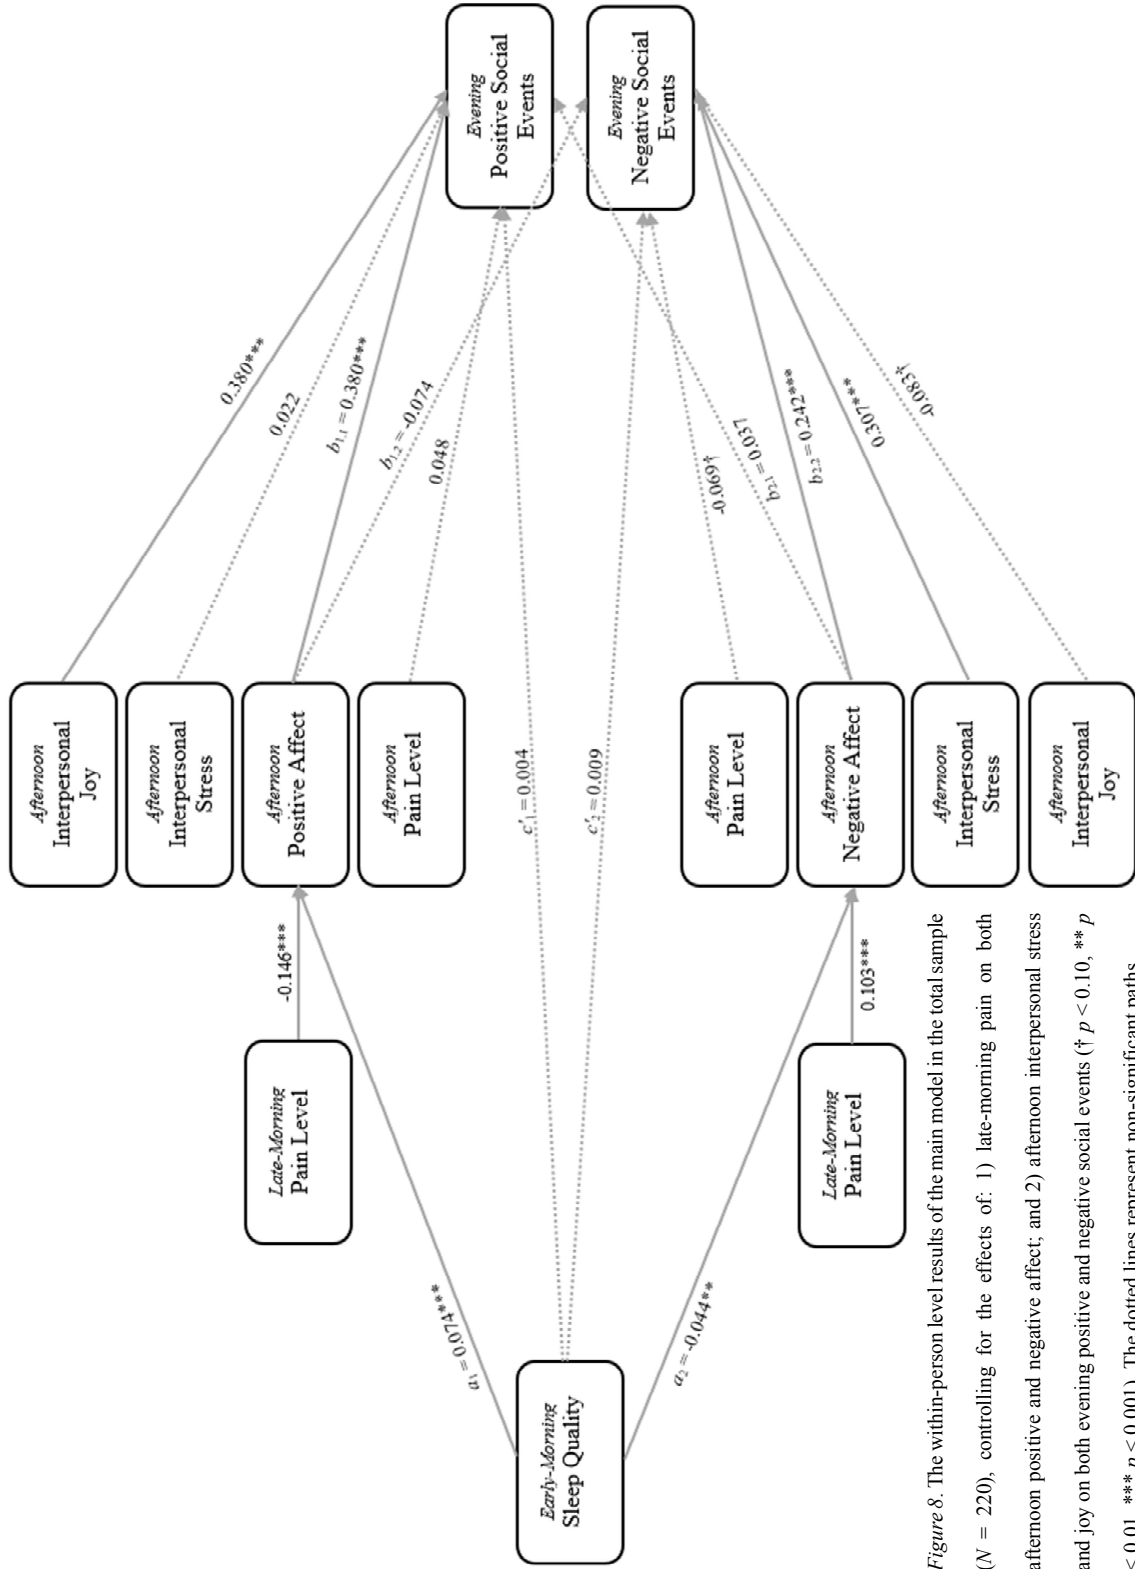 Afternoon
Interpersonal
Joy
Afternoon
Interpersonal
Stress
Afternoon
Positive Affect
Afternoon
Pain Level
Late-Morning
Pain Level
Early-Morning
Sleep Quality
Late-Morning
Pain Level
Afternoon
Pain Level
Afternoon
Negative Affect
Afternoon
Interpersonal
Stress
Afternoon
Interpersonal
Joy
Evening
Positive Social
Events
Evening
Negative Social
Events
0.380***
0.022
b1,1 = 0.380***
b1,2 = -0.074
0.048
-0.146***
a1 = 0.074***
c'1 = 0.004
c'2 = 0.009
a2 = -0.044**
0.103***
-0.069†
b2,1 = 0.037
b2,2 = 0.242***
0.307***
-0.083†
Figure 8. The within-person level results of the main model in the total sample
(N = 220), controlling for the effects of: 1) late-morning pain on both
afternoon positive and negative affect; and 2) afternoon interpersonal stress
and joy on both evening positive and negative social events († p < 0.10, ** p
< 0.01, *** p < 0.001). The dotted lines represent non-significant paths.